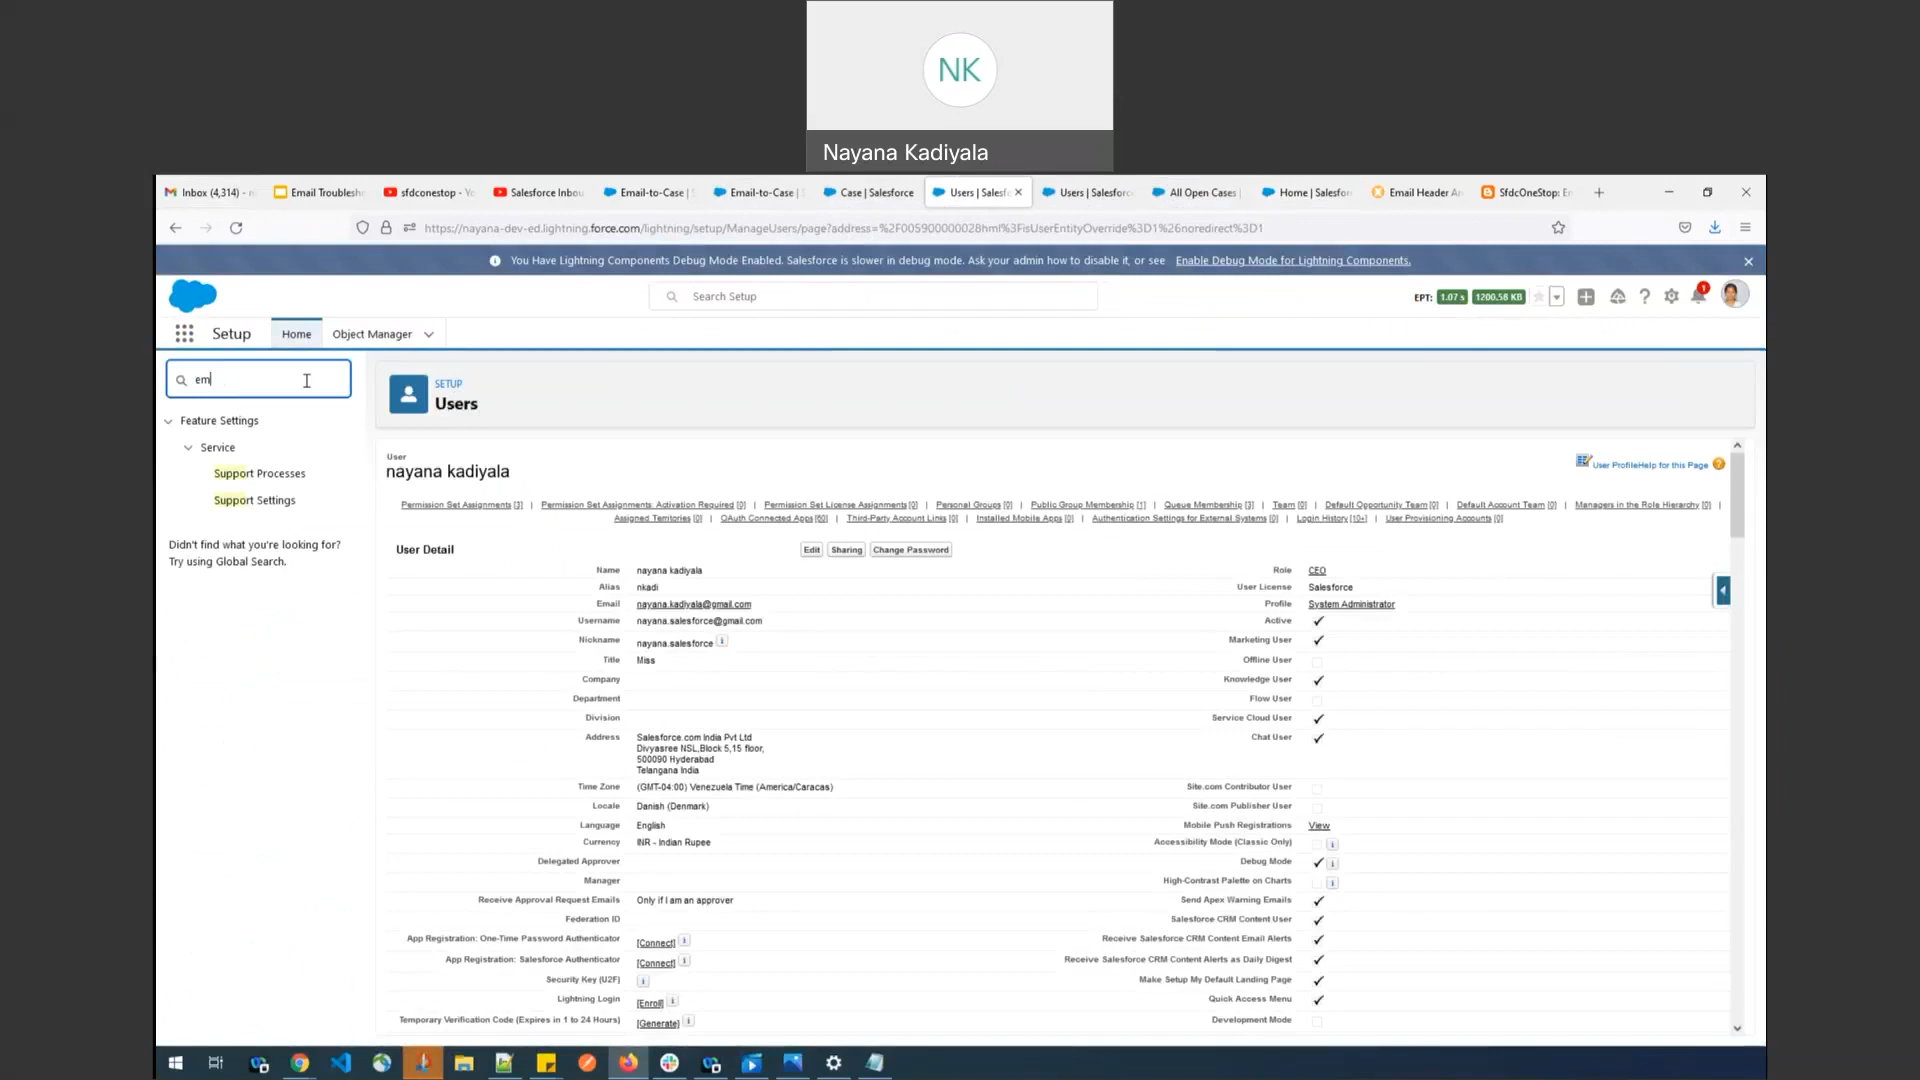 NK
Nayana Kadiyala
Inbox (4,314) - n
Email Troublesh
sfdconestop - Yo
Salesforce Inbou
Email-to-Case |
Email-to-Case |
Case | Salesforce
Users | Salesf
Users | Salesforc
All Open Cases |
Home | Salesfor
Email Header An
SfdcOneStop: Em
https://nayana-dev-ed.lightning.force.com/lightning/setup/ManageUsers/page?address=%2F005900000028hml%3FisUserEntityOverride%3D1%26noredirect%3D1
You Have Lightning Components Debug Mode Enabled. Salesforce is slower in debug mode. Ask your admin how to disable it, or see Enable Debug Mode for Lightning Components.
Search Setup
EPT: 1.07 s 1200.58 KB
1
Setup
Home
Object Manager
em
Feature Settings
Service
Support Processes
Support Settings
Didn't find what you're looking for?
Try using Global Search.
SETUP
Users
User
nayana kadiyala
User Profile Help for this Page
Permission Set Assignments [3] | Permission Set Assignments: Activation Required [0] | Permission Set License Assignments [0] | Personal Groups [0] | Public Group Membership [1] | Queue Membership [3] | Team [0] | Default Opportunity Team [0] | Default Account Team [0] | Managers in the Role Hierarchy [0] |
Assigned Territories [0] | OAuth Connected Apps [60] | Third-Party Account Links [0] | Installed Mobile Apps [0] | Authentication Settings for External Systems [0] | Login History [10+] | User Provisioning Accounts [0]
User Detail
Edit Sharing Change Password
Name nayana kadiyala Role CEO
Alias nkadi User License Salesforce
Email nayana.kadiyala@gmail.com Profile System Administrator
Username nayana.salesforce@gmail.com Active
Nickname nayana.salesforce i Marketing User
Title Miss Offline User
Company Knowledge User
Department Flow User
Division Service Cloud User
Address Salesforce.com India Pvt Ltd Chat User
Divyasree NSL,Block 5,15 floor,
500090 Hyderabad
Telangana India
Time Zone (GMT-04:00) Venezuela Time (America/Caracas) Site.com Contributor User
Locale Danish (Denmark) Site.com Publisher User
Language English Mobile Push Registrations View
Currency INR - Indian Rupee Accessibility Mode (Classic Only) i
Delegated Approver Debug Mode i
Manager High-Contrast Palette on Charts i
Receive Approval Request Emails Only if I am an approver Send Apex Warning Emails
Federation ID Salesforce CRM Content User
App Registration: One-Time Password Authenticator [Connect] i Receive Salesforce CRM Content Email Alerts
App Registration: Salesforce Authenticator [Connect] i Receive Salesforce CRM Content Alerts as Daily Digest
Security Key (U2F) i Make Setup My Default Landing Page
Lightning Login [Enroll] i Quick Access Menu
Temporary Verification Code (Expires in 1 to 24 Hours) [Generate] i Development Mode